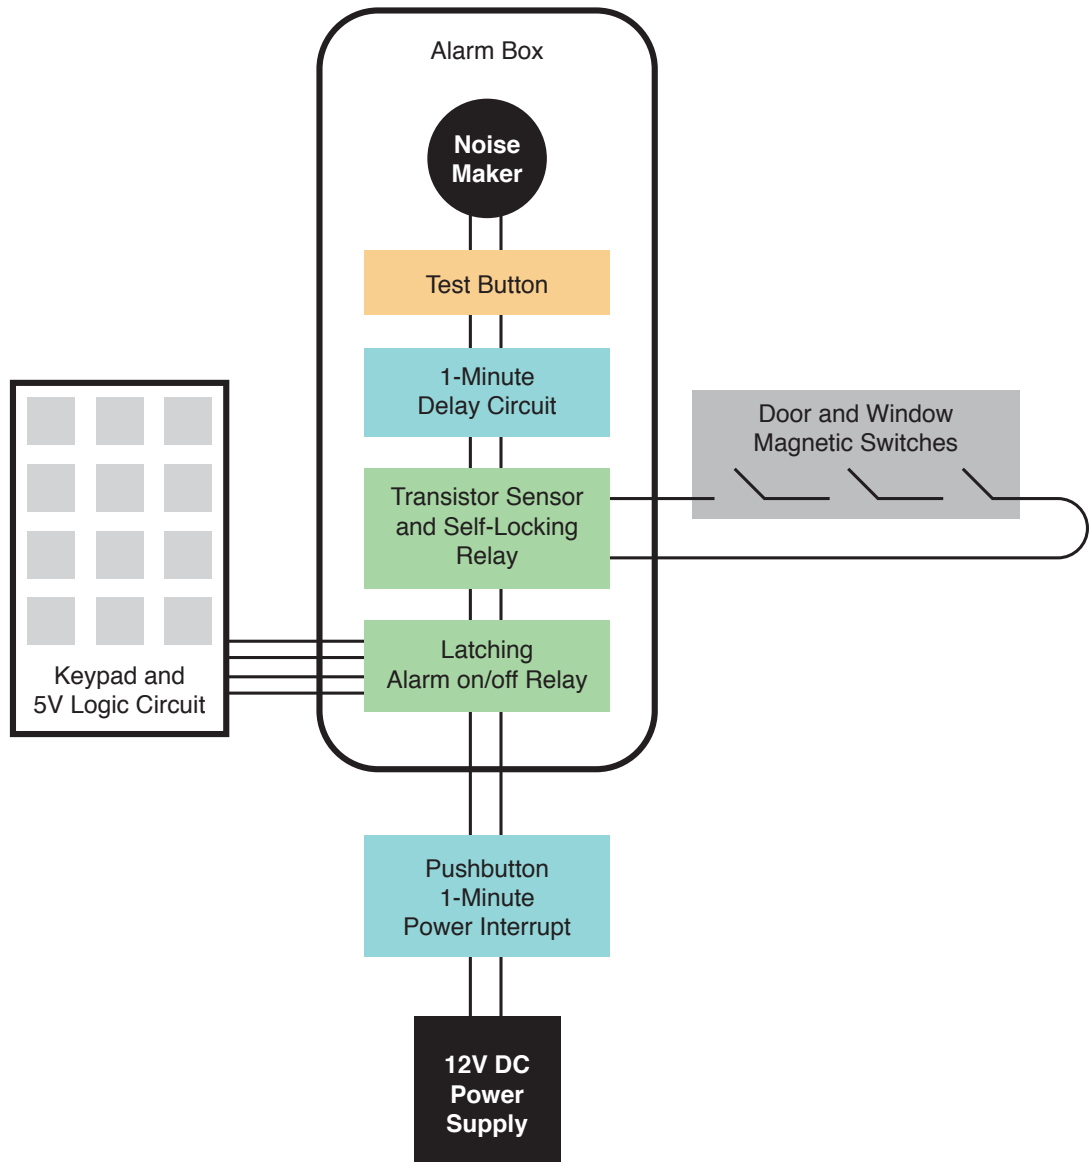 Alarm Box
Noise
Maker
Test Button
1-Minute
Delay Circuit
Door and Window
Magnetic Switches
Transistor Sensor
and Self-Locking
Relay
Latching
Alarm on/off Relay
Keypad and
5V Logic Circuit
Pushbutton
1-Minute
Power Interrupt
12V DC
Power
Supply